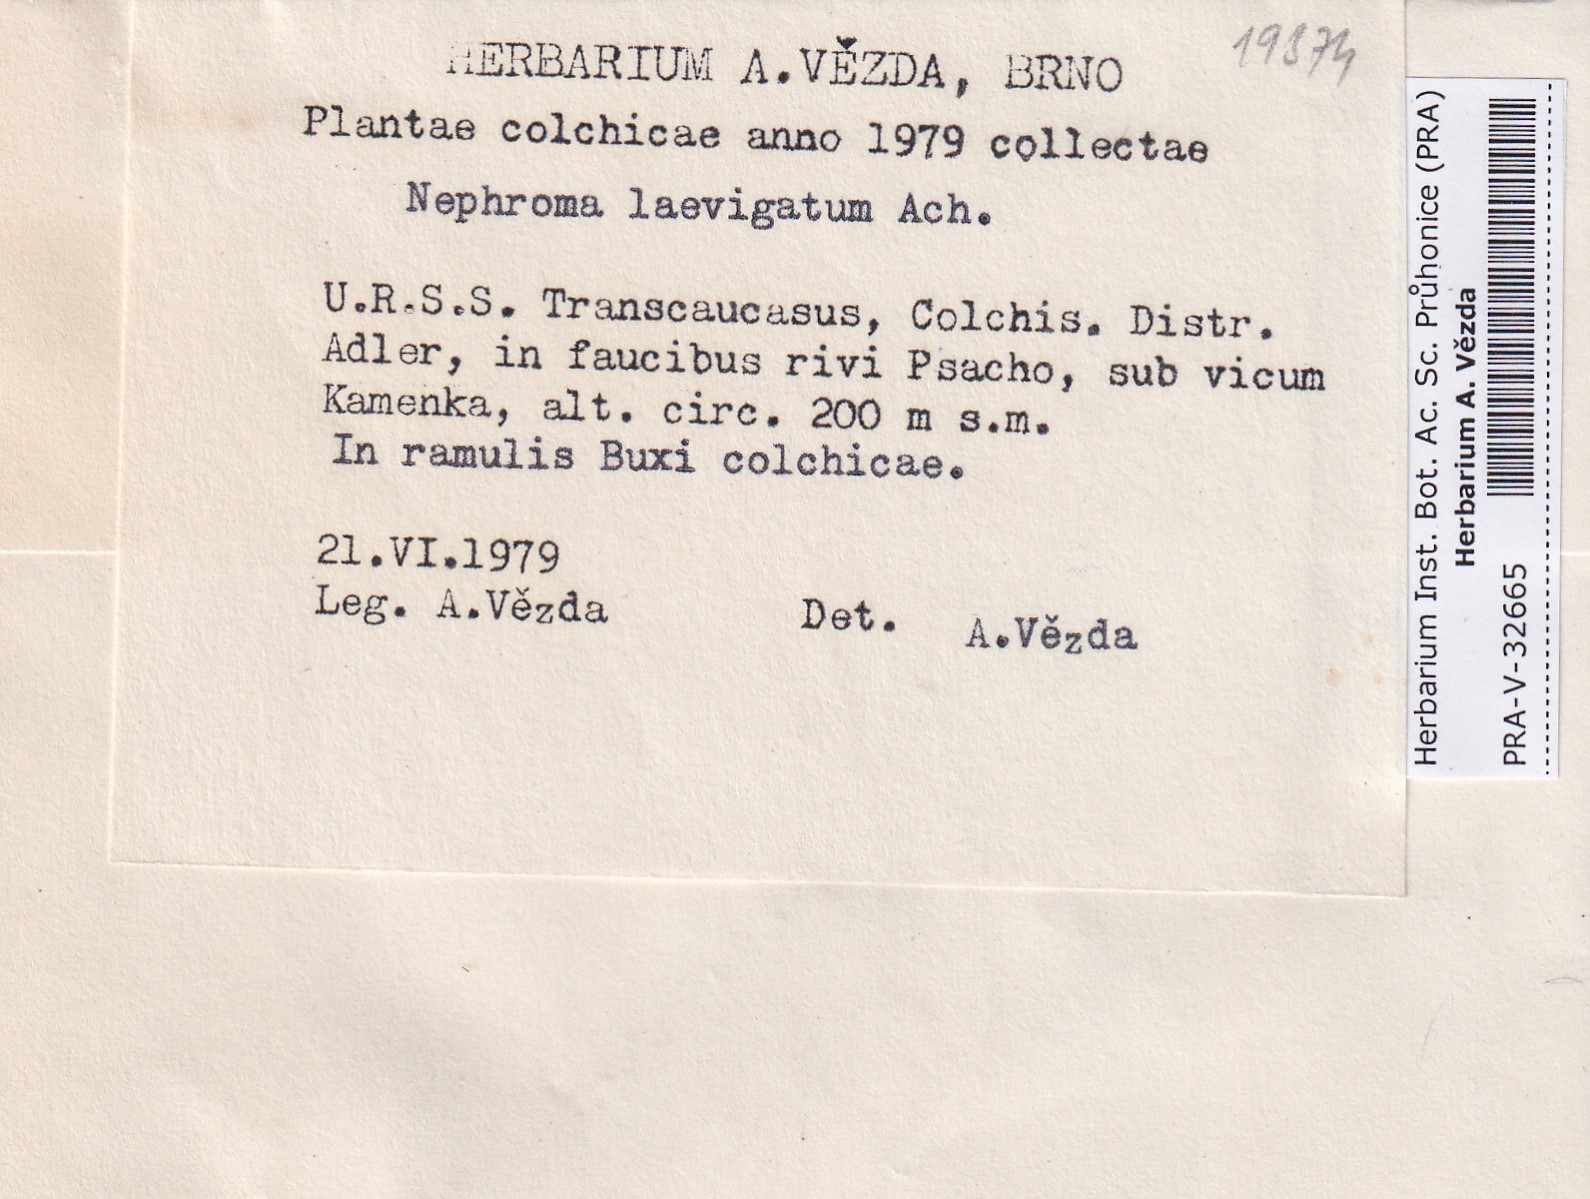 19374
HERBARIUM A.VĚZDA, BRNO
Plantae colchicae anno 1979 collectae
Nephroma laevigatum Ach.
U.R.S.S. Transcaucasus, Colchis. Distr.
Adler, in faucibus rivi Psacho, sub vicum
Kamenka, alt. circ. 200 m s.m.
In ramulis Buxi colchicae.
21.VI.1979
Leg. A.Vězda Det. A.Vězda
Herbarium Inst. Bot. Ac. Sc. Průhonice (PRA)
Herbarium A. Vězda
PRA-V-32665